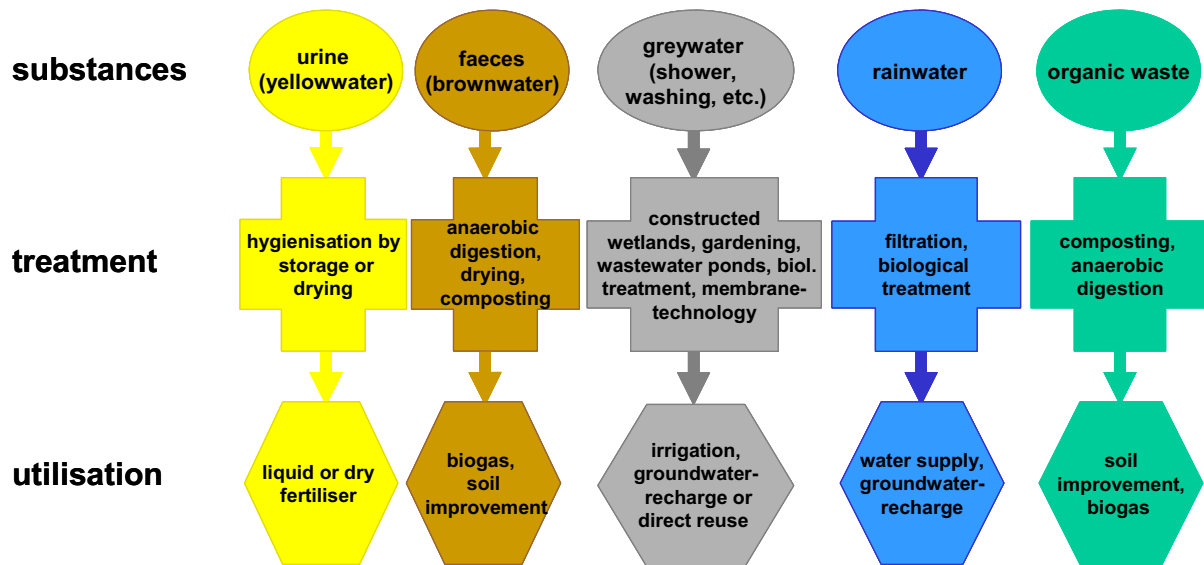 substances
urine
(yellowwater)
faeces
(brownwater)
greywater
(shower,
washing, etc.)
rainwater
organic waste
treatment
hygienisation by
storage or
drying
anaerobic
digestion,
drying,
composting
constructed
wetlands, gardening,
wastewater ponds, biol.
treatment, membrane-
technology
filtration,
biological
treatment
composting,
anaerobic
digestion
utilisation
liquid or dry
fertiliser
biogas,
soil
improvement
irrigation,
groundwater-
recharge or
direct reuse
water supply,
groundwater-
recharge
soil
improvement,
biogas